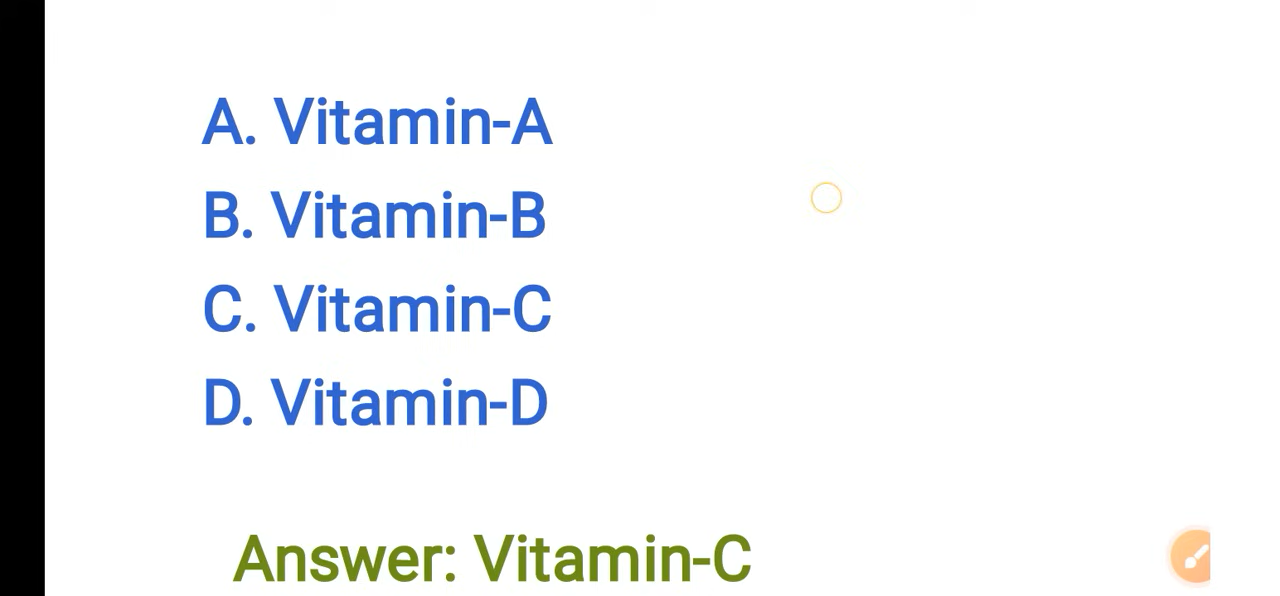 A. Vitamin-A
B. Vitamin-B
C. Vitamin-C
D. Vitamin-D
Answer: Vitamin-C